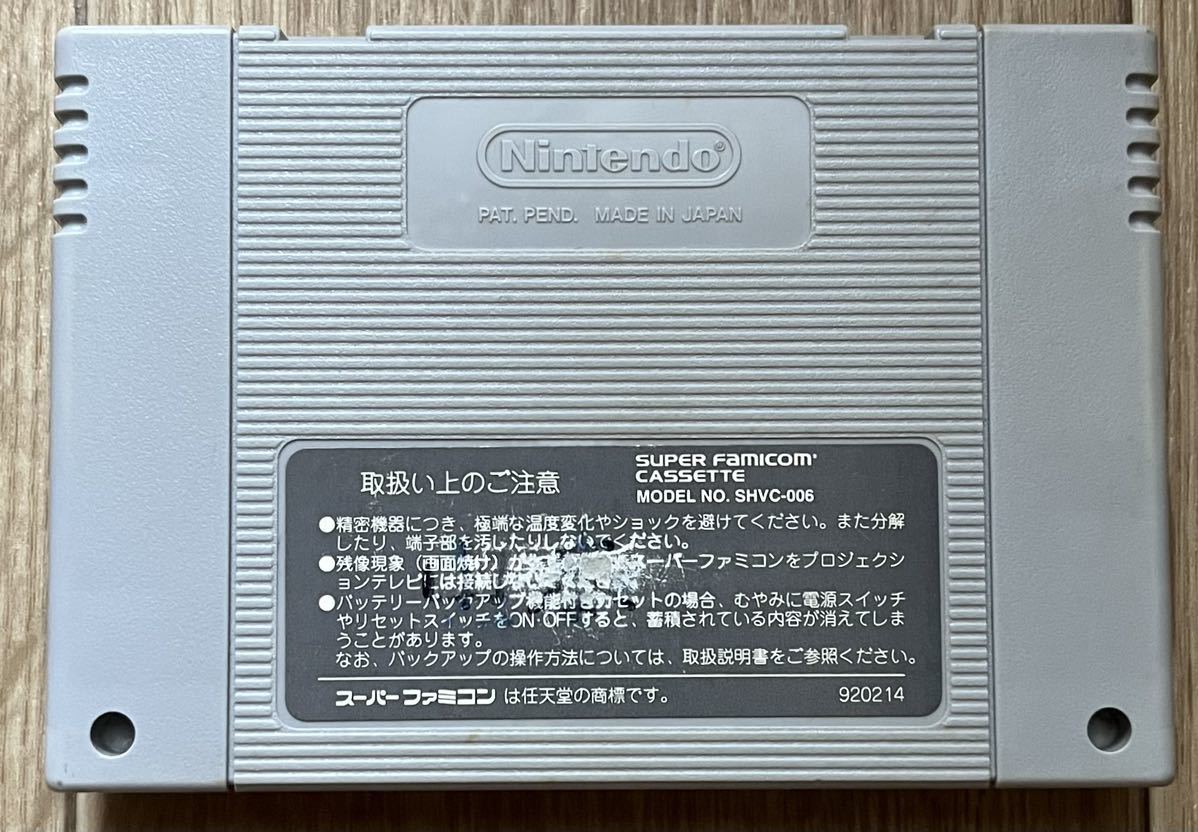 Nintendo®
PAT. PEND. MADE IN JAPAN
取扱い上のご注意
SUPER FAMICOM®
CASSETTE
MODEL NO. SHVC-006
●精密機器につき、極端な温度変化やショックを避けてください。また分解
したり、端子部を汚したりしないでください。
●残像現象（画面焼け）が スーパーファミコンをプロジェクシ
ョンテレビには接続し
●バッテリーバックアップ機能付きカセットの場合、むやみに電源スイッチ
やリセットスイッチをON・OFFすると、蓄積されている内容が消えてしま
うことがあります。
なお、バックアップの操作方法については、取扱説明書をご参照ください。
スーパーファミコン は任天堂の商標です。
920214